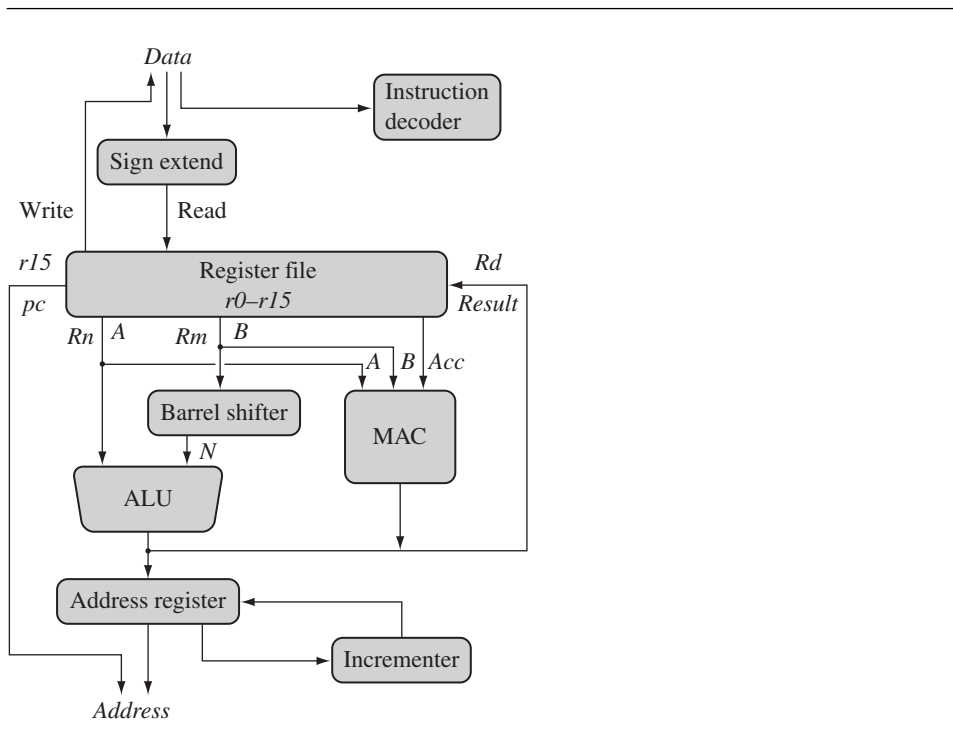 Data
Instruction
decoder
Sign extend
Write
Read
r15
Register file
Rd
pc
r0–r15
Result
Rn
A
Rm
B
A
B
Acc
Barrel shifter
MAC
N
ALU
Address register
Incrementer
Address